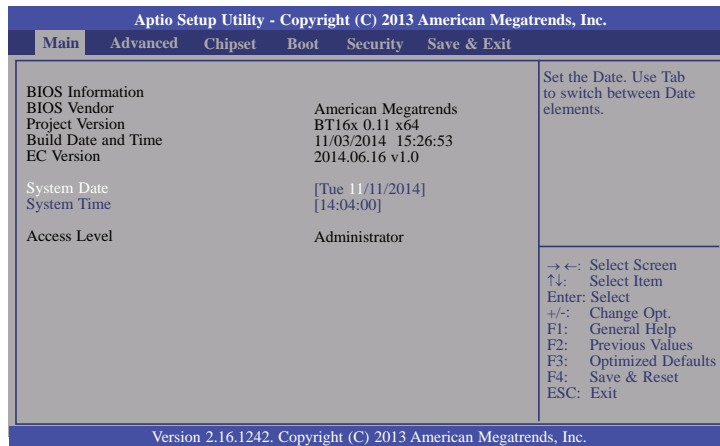 Aptio Setup Utility - Copyright (C) 2013 American Megatrends, Inc.
Main Advanced Chipset Boot Security Save & Exit
BIOS Information
BIOS Vendor American Megatrends
Project Version BT16x 0.11 x64
Build Date and Time 11/03/2014 15:26:53
EC Version 2014.06.16 v1.0
System Date [Tue 11/11/2014]
System Time [14:04:00]
Access Level Administrator
Set the Date. Use Tab
to switch between Date
elements.
→←: Select Screen
↑↓: Select Item
Enter: Select
+/-: Change Opt.
F1: General Help
F2: Previous Values
F3: Optimized Defaults
F4: Save & Reset
ESC: Exit
Version 2.16.1242. Copyright (C) 2013 American Megatrends, Inc.